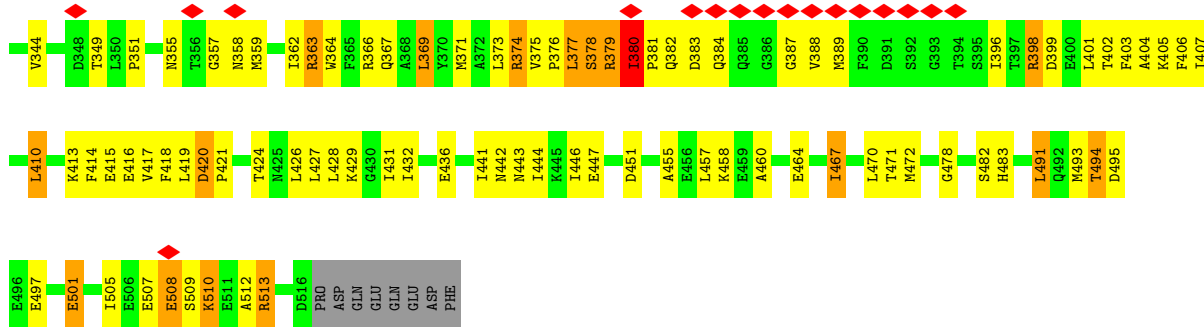 V344 D348 T349 L350 P351 N355 T356 G357 N358 M359 I362 R363 W364 F365 R366 Q367 A368 L369 Y370 M371 A372 L373 R374 V375 P376 L377 S378 R379 I380 P381 Q382 D383 Q384 Q385 G386 G387 V388 M389 F390 D391 S392 G393 T394 S395 I396 T397 R398 D399 E400 L401 T402 F403 A404 K405 F406 I407
L410 K413 F414 E415 E416 V417 F418 L419 D420 P421 T424 N425 L426 L427 L428 K429 G430 I431 I432 E436 I441 N442 N443 I444 K445 I446 E447 D451 A455 E456 L457 K458 E459 A460 E464 I467 L470 T471 M472 G478 S482 H483 L491 Q492 M493 T494 D495
E496 E497 E501 I505 E506 E507 E508 S509 K510 E511 A512 R513 D516 PRO ASP GLN GLU GLN GLU ASP PHE